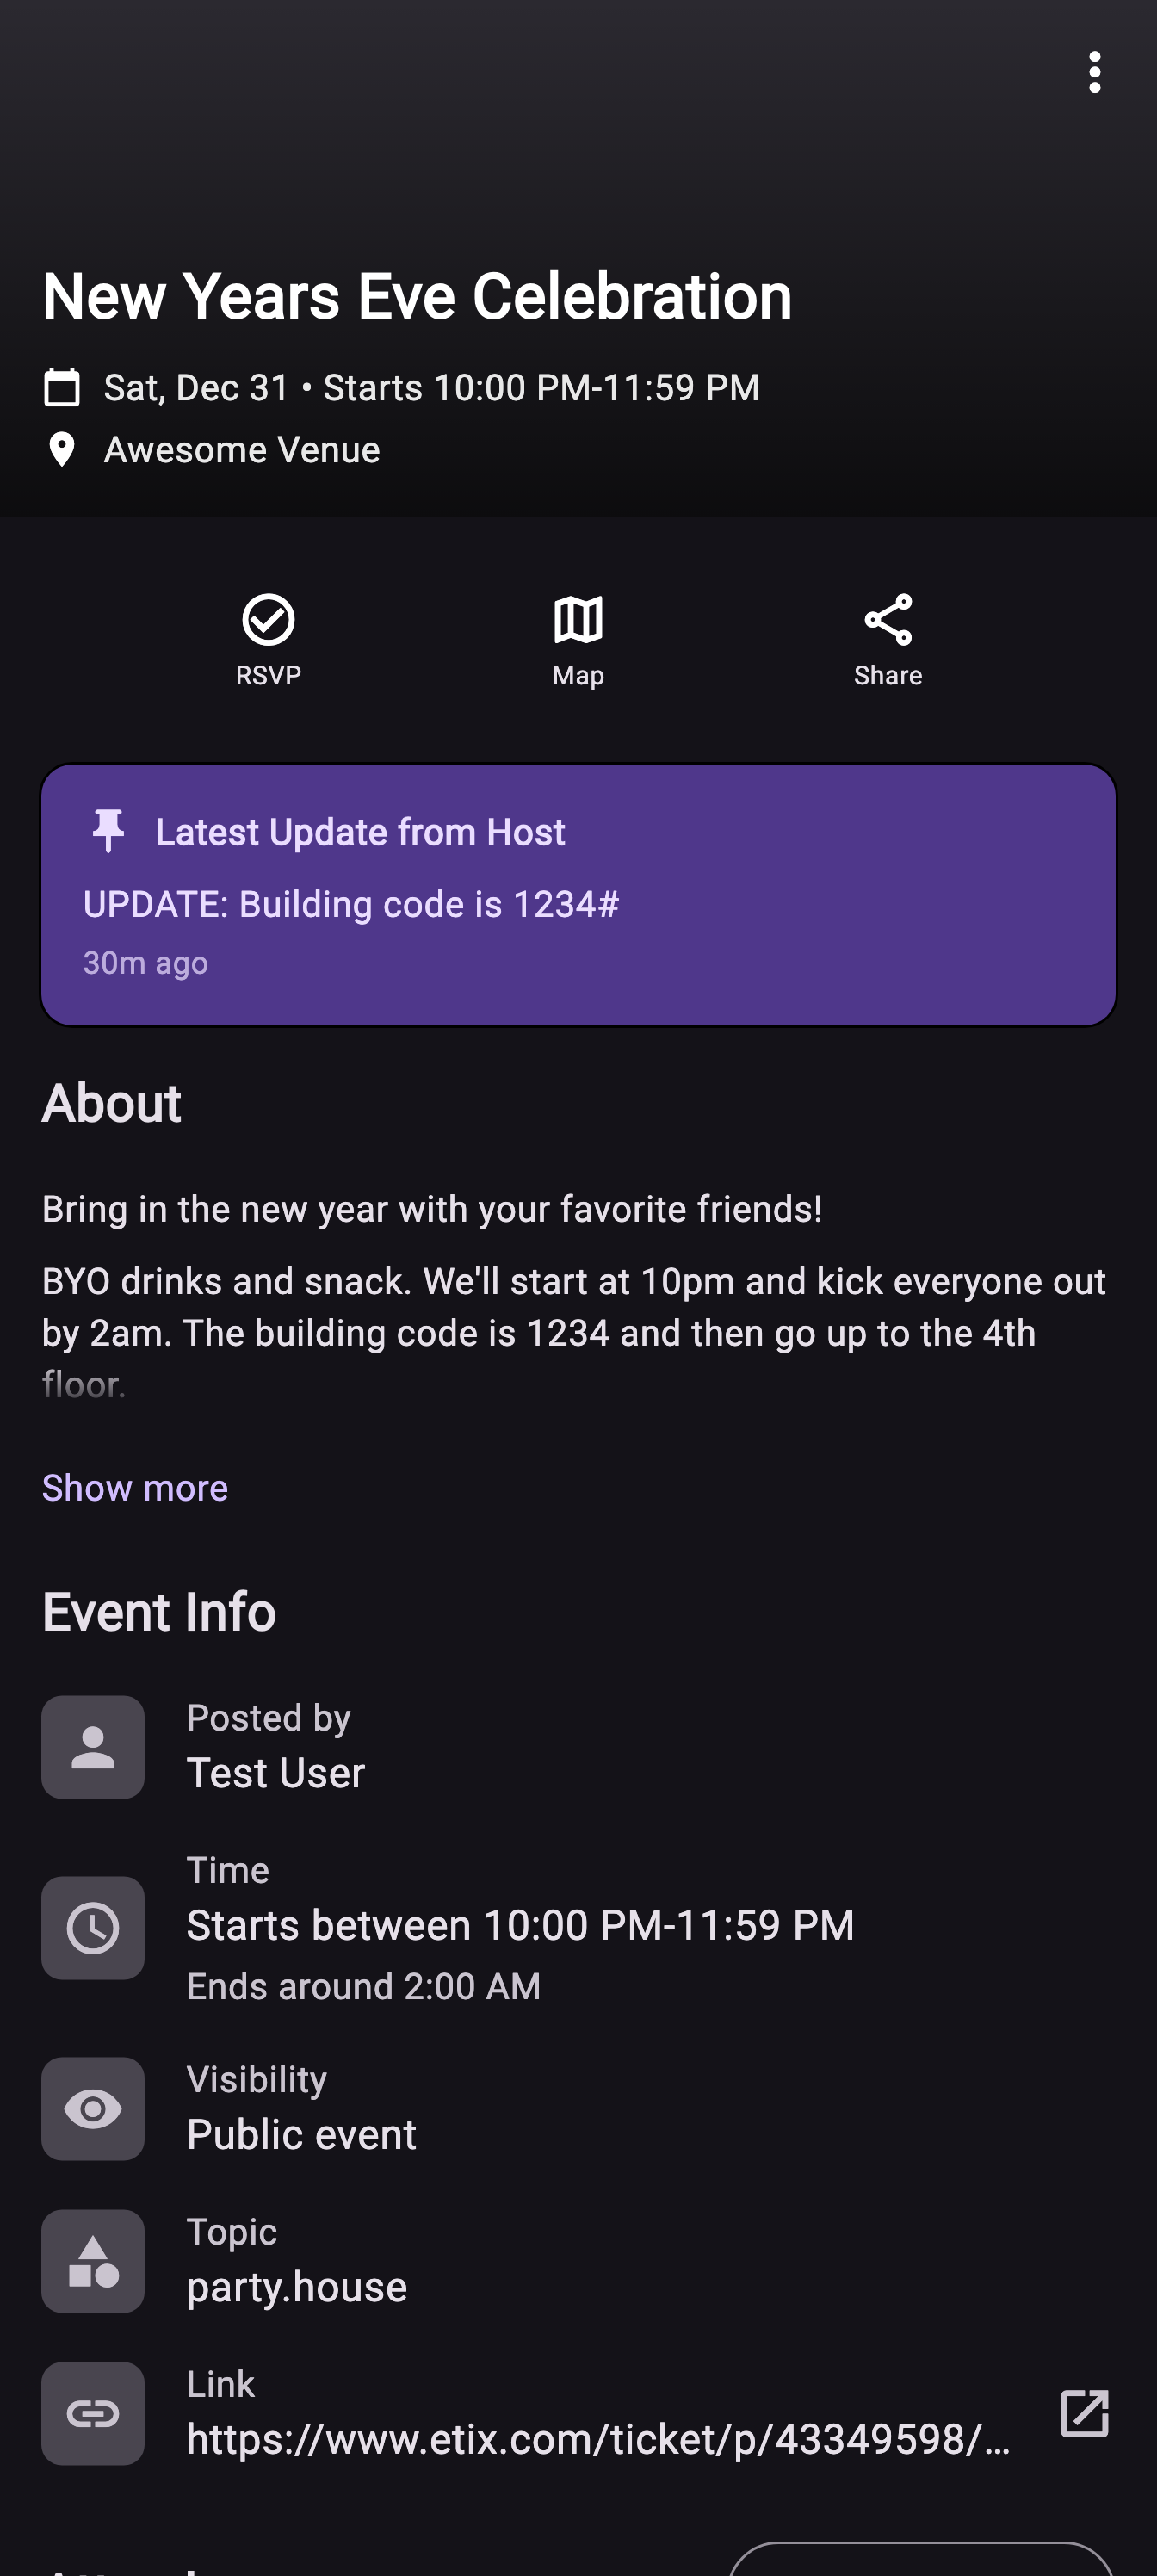 New Years Eve Celebration
Sat, Dec 31 • Starts 10:00 PM-11:59 PM
Awesome Venue
RSVP
Map
Share
Latest Update from Host
UPDATE: Building code is 1234#
30m ago
About
Bring in the new year with your favorite friends!
BYO drinks and snack. We'll start at 10pm and kick everyone out
by 2am. The building code is 1234 and then go up to the 4th
floor.
Show more
Event Info
Posted by
Test User
Time
Starts between 10:00 PM-11:59 PM
Ends around 2:00 AM
Visibility
Public event
Topic
party.house
Link
https://www.etix.com/ticket/p/43349598/...